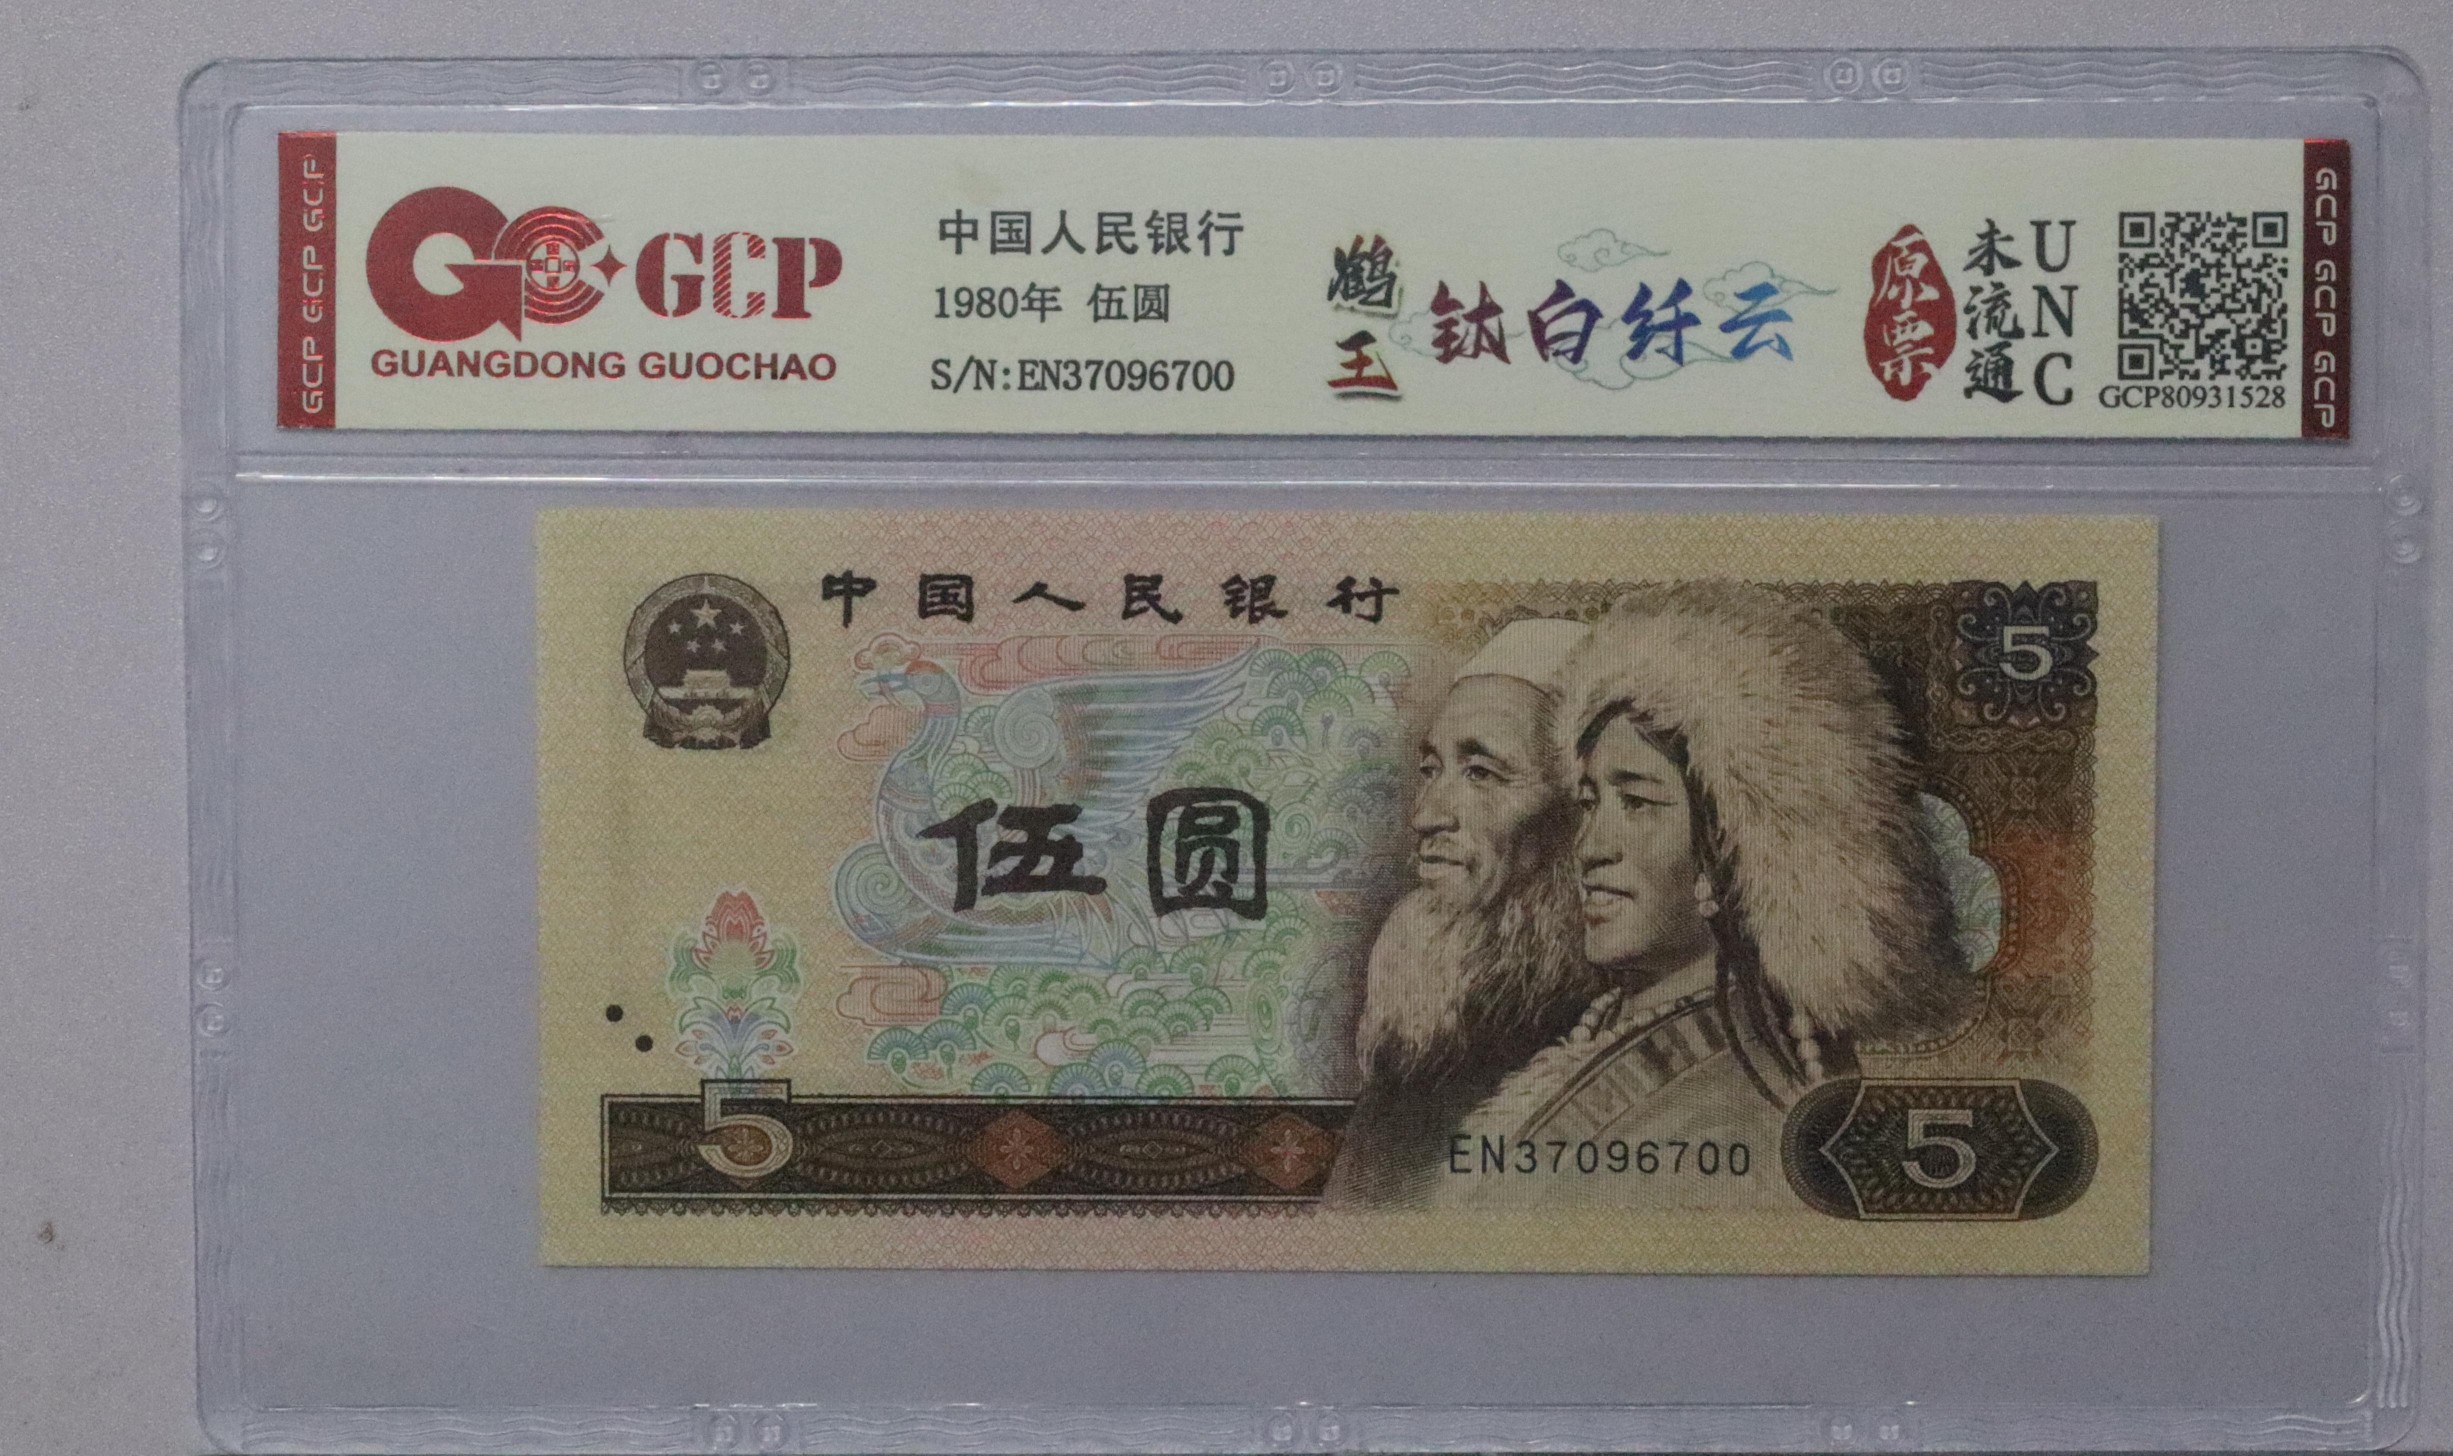 GCP GCP GCP
GCP
GUANGDONG GUOCHAO
中国人民银行
1980年 伍圆
S/N:EN37096700
鹤王
钛白纤云
原票
未流通
UNC
GCP80931528
GCP GCP GCP
中国人民银行
5
伍圆
5
EN37096700
5